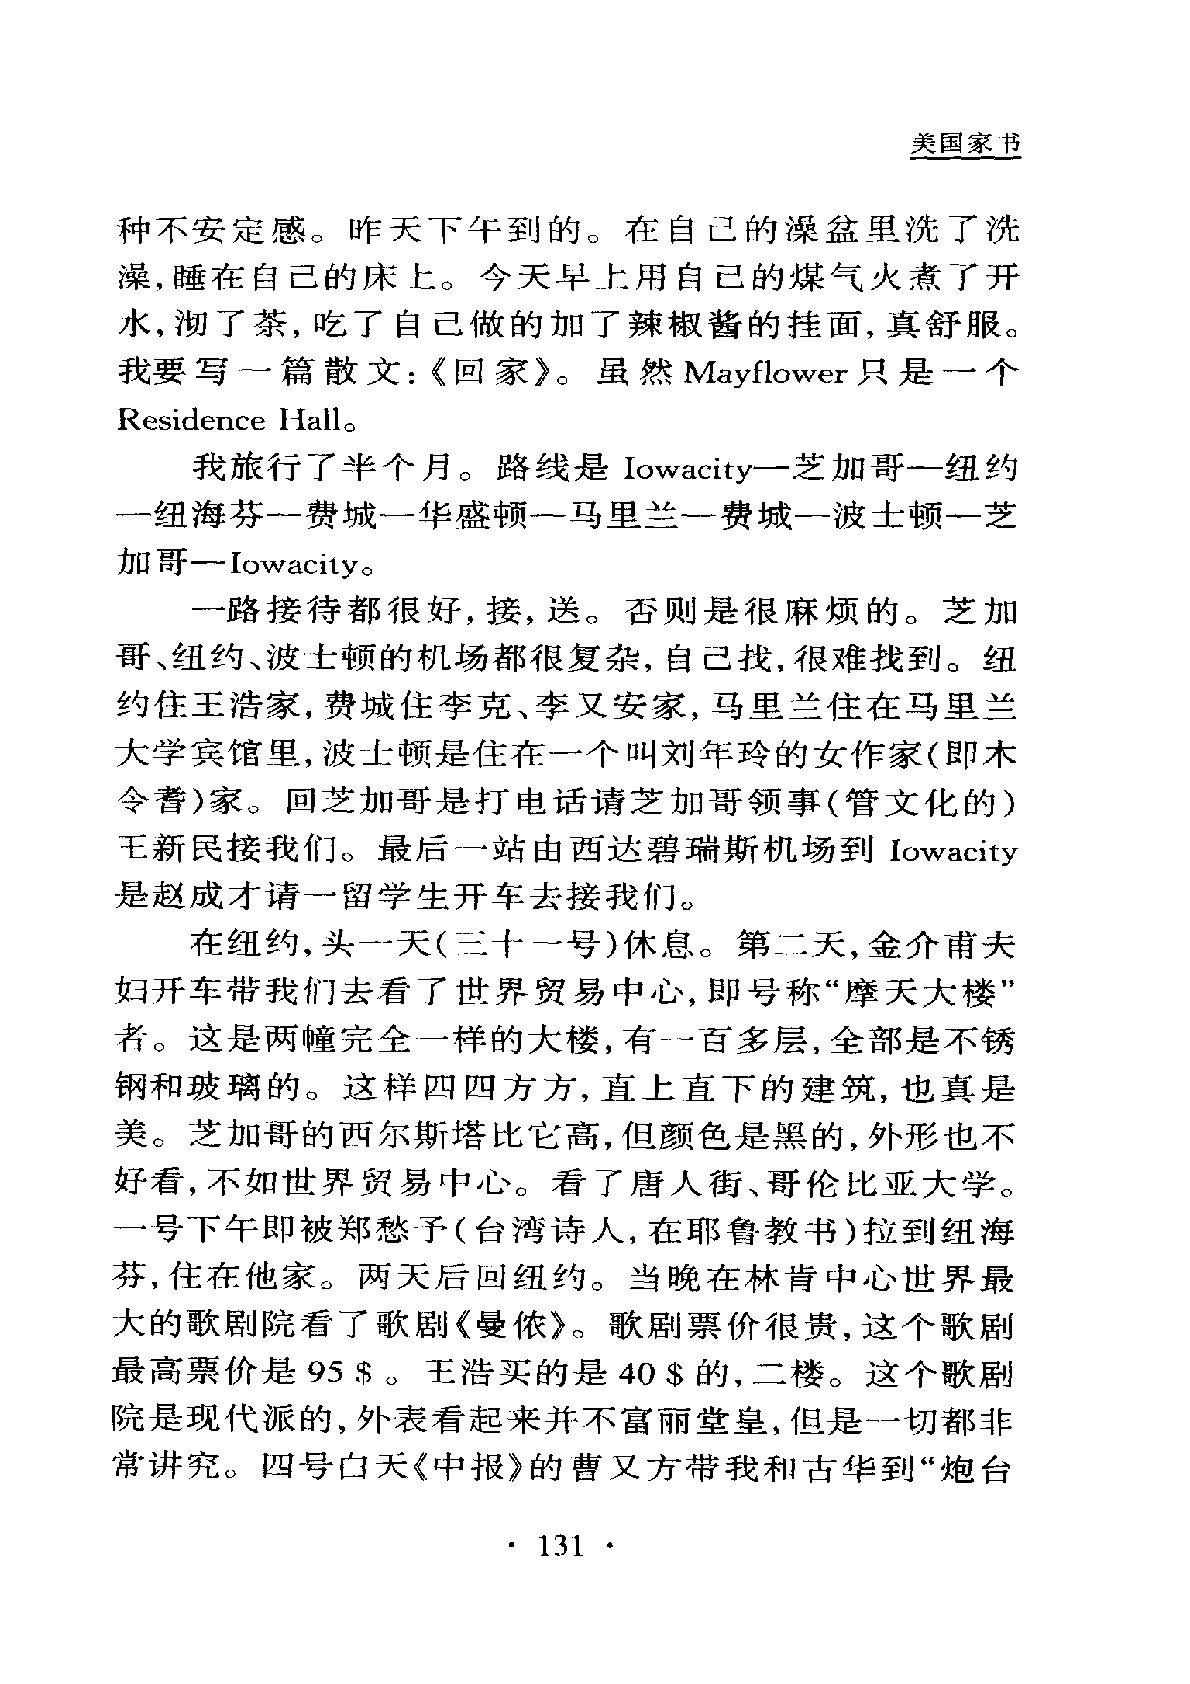 美国家书
种不安定感。昨天下午到的。在自己的澡盆里洗了洗
澡,睡在自己的床上。今天早上用自己的煤气火煮了开
水,沏了茶,吃了自己做的加了辣椒酱的挂面,真舒服。
我要写一篇散文:《回家》。虽然 Mayflower 只是一个
Residence Hall。
我旅行了半个月。路线是 Iowacity—芝加哥—纽约
—纽海芬—费城—华盛顿—马里兰—费城—波士顿—芝
加哥—Iowacity。
一路接待都很好,接,送。否则是很麻烦的。芝加
哥、纽约、波士顿的机场都很复杂,自己找,很难找到。纽
约住王浩家,费城住李克、李又安家,马里兰住在马里兰
大学宾馆里,波士顿是住在一个叫刘年玲的女作家(即木
令耆)家。回芝加哥是打电话请芝加哥领事(管文化的)
王新民接我们。最后一站由西达碧瑞斯机场到 Iowacity
是赵成才请一留学生开车去接我们。
在纽约,头一天(三十一号)休息。第二天,金介甫夫
妇开车带我们去看了世界贸易中心,即号称“摩天大楼”
者。这是两幢完全一样的大楼,有一百多层,全部是不锈
钢和玻璃的。这样四四方方,直上直下的建筑,也真是
美。芝加哥的西尔斯塔比它高,但颜色是黑的,外形也不
好看,不如世界贸易中心。看了唐人街、哥伦比亚大学。
一号下午即被郑愁予(台湾诗人,在耶鲁教书)拉到纽海
芬,住在他家。两天后回纽约。当晚在林肯中心世界最
大的歌剧院看了歌剧《曼侬》。歌剧票价很贵,这个歌剧
最高票价是 95 $ 。王浩买的是 40 $ 的,二楼。这个歌剧
院是现代派的,外表看起来并不富丽堂皇,但是一切都非
常讲究。四号白天《中报》的曹又方带我和古华到“炮台
· 131 ·